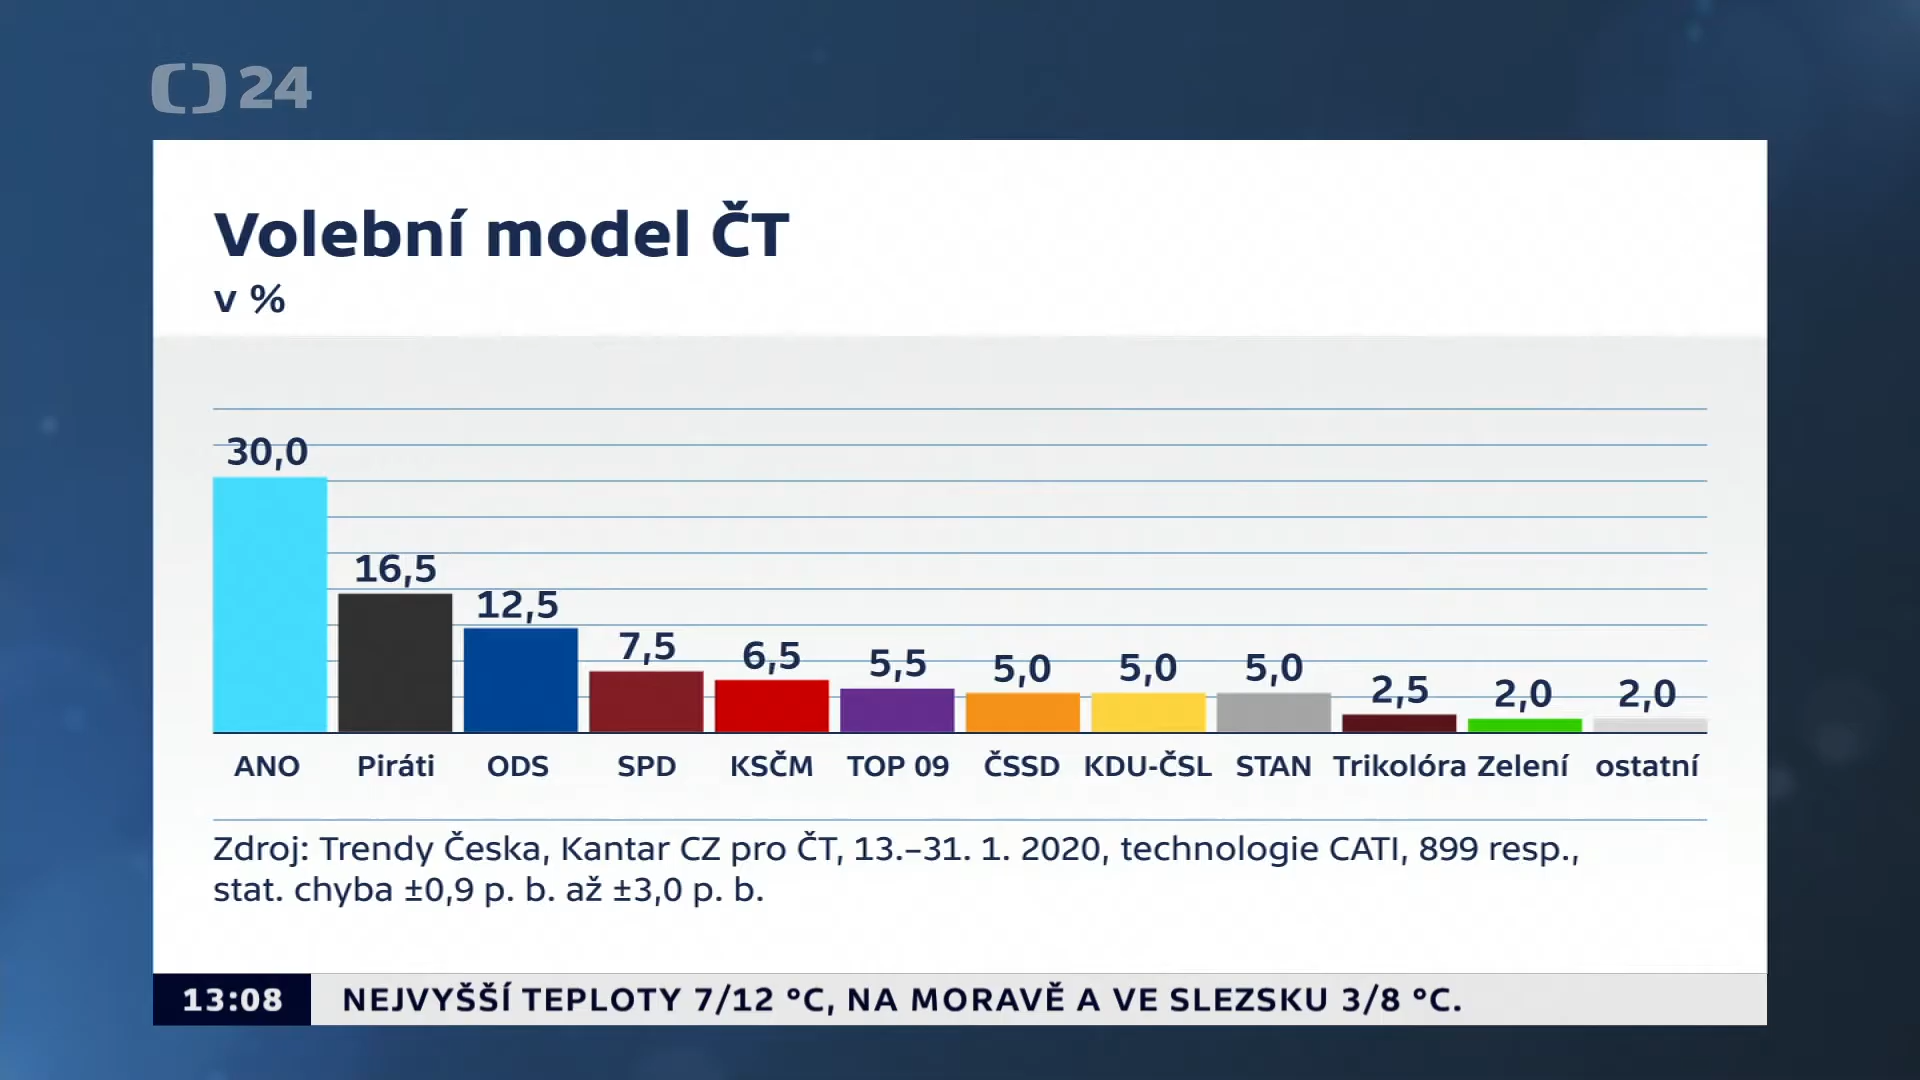 24
Volební model ČT
v %
30,0
16,5
12,5
7,5
6,5
5,5
5,0
5,0
5,0
2,5
2,0
2,0
ANO Piráti ODS SPD KSČM TOP 09 ČSSD KDU-ČSL STAN Trikolóra Zelení ostatní
Zdroj: Trendy Česka, Kantar CZ pro ČT, 13.–31. 1. 2020, technologie CATI, 899 resp.,
stat. chyba ±0,9 p. b. až ±3,0 p. b.
13:08 NEJVYŠŠÍ TEPLOTY 7/12 °C, NA MORAVĚ A VE SLEZSKU 3/8 °C.